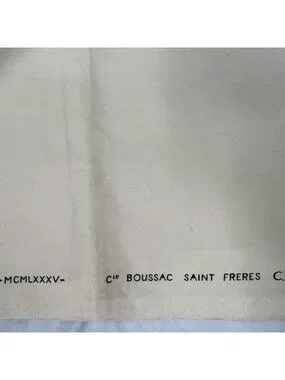 -MCMLXXXV- Cie BOUSSAC SAINT FRERES C.